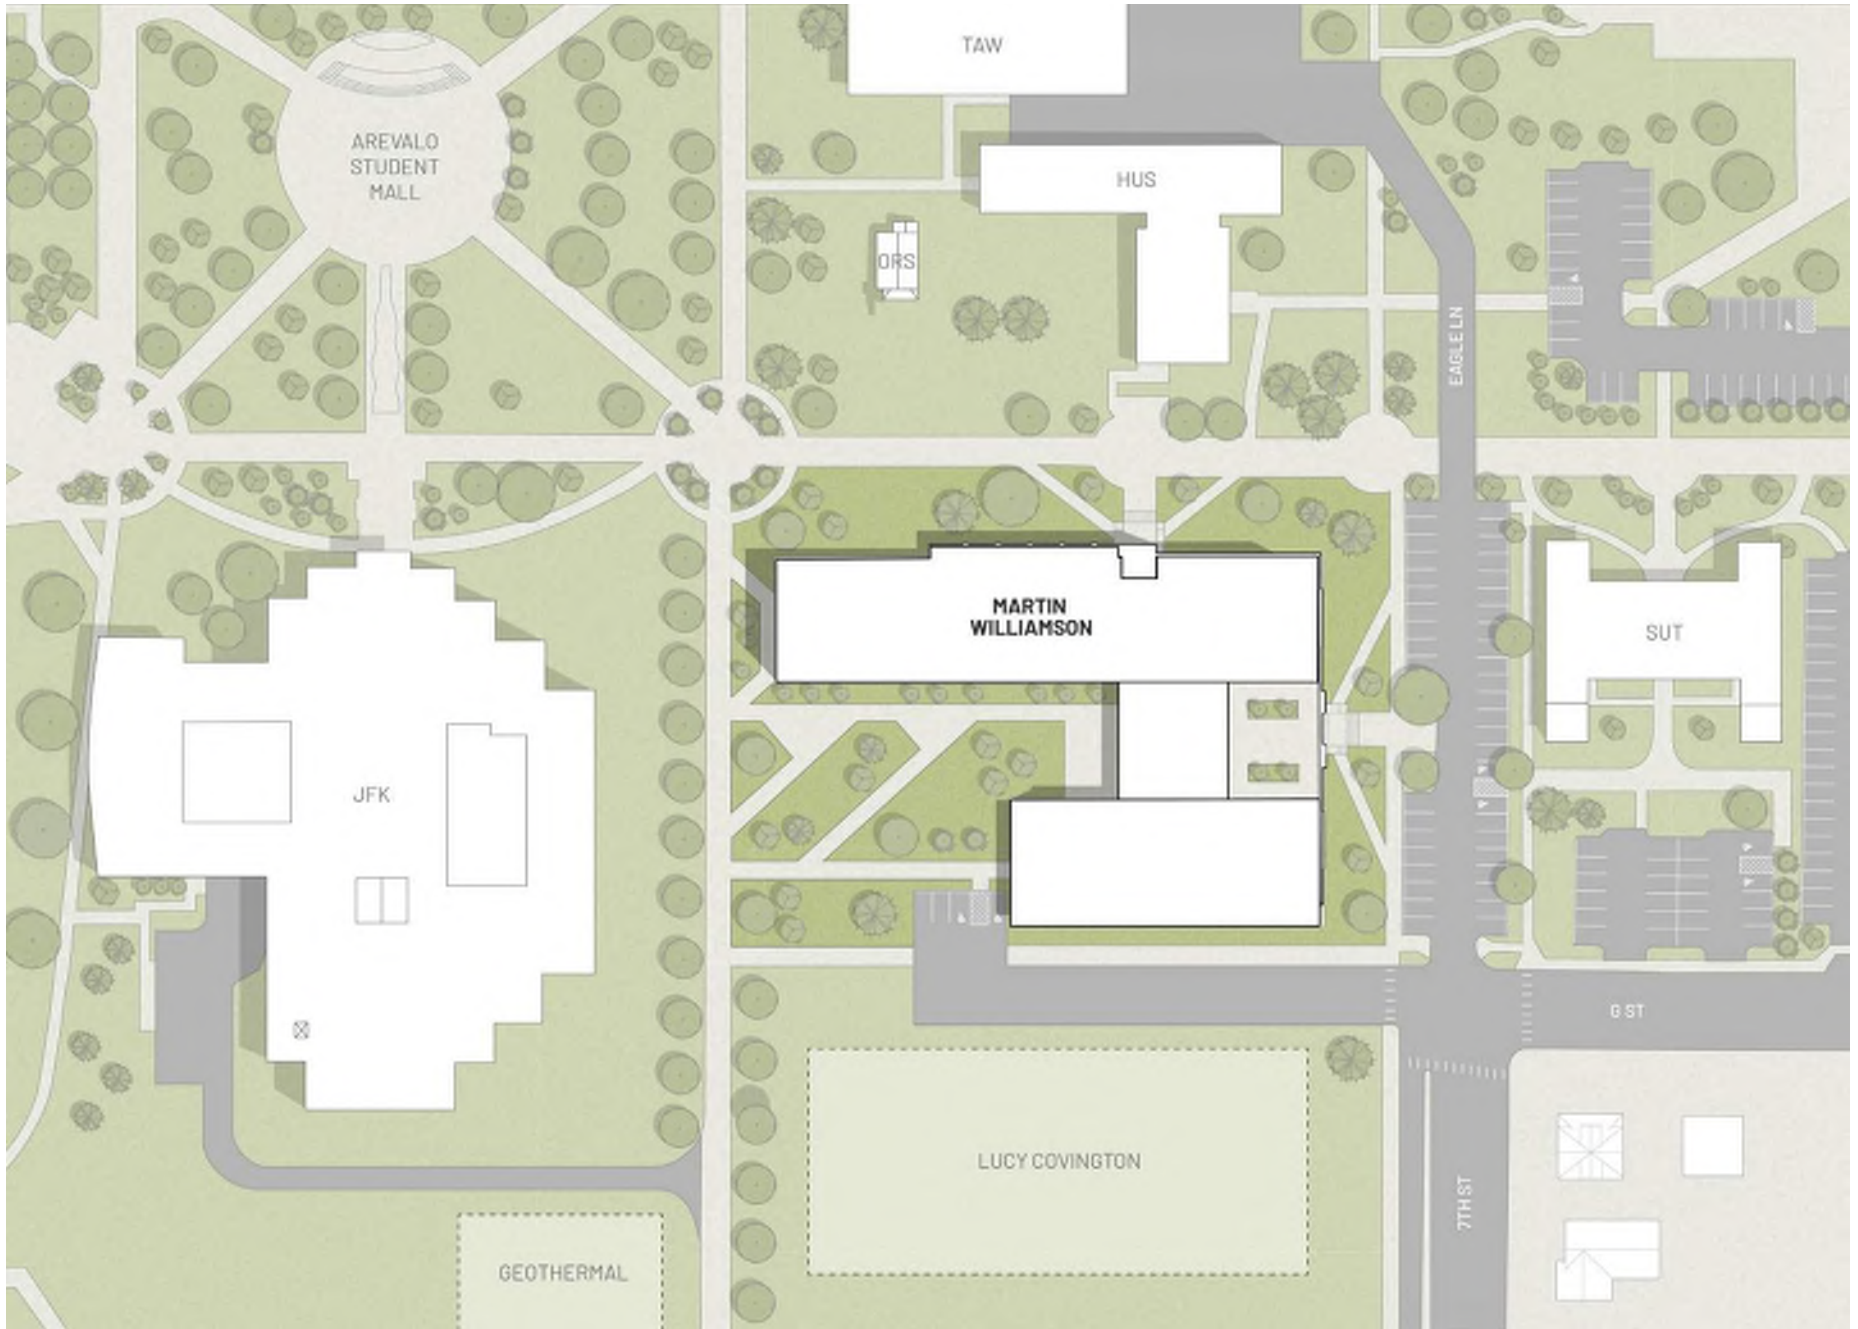 TAW
AREVALO
STUDENT
MALL
HUS
ORS
EAGLE LN
MARTIN
WILLIAMSON
SUT
JFK
G ST
LUCY COVINGTON
7TH ST
GEOTHERMAL